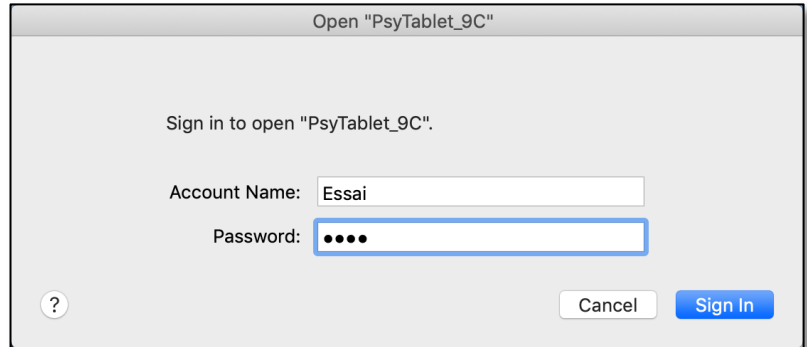 Open "PsyTablet_9C"
Sign in to open "PsyTablet_9C".
Account Name: Essai
Password: ••••
? Cancel Sign In